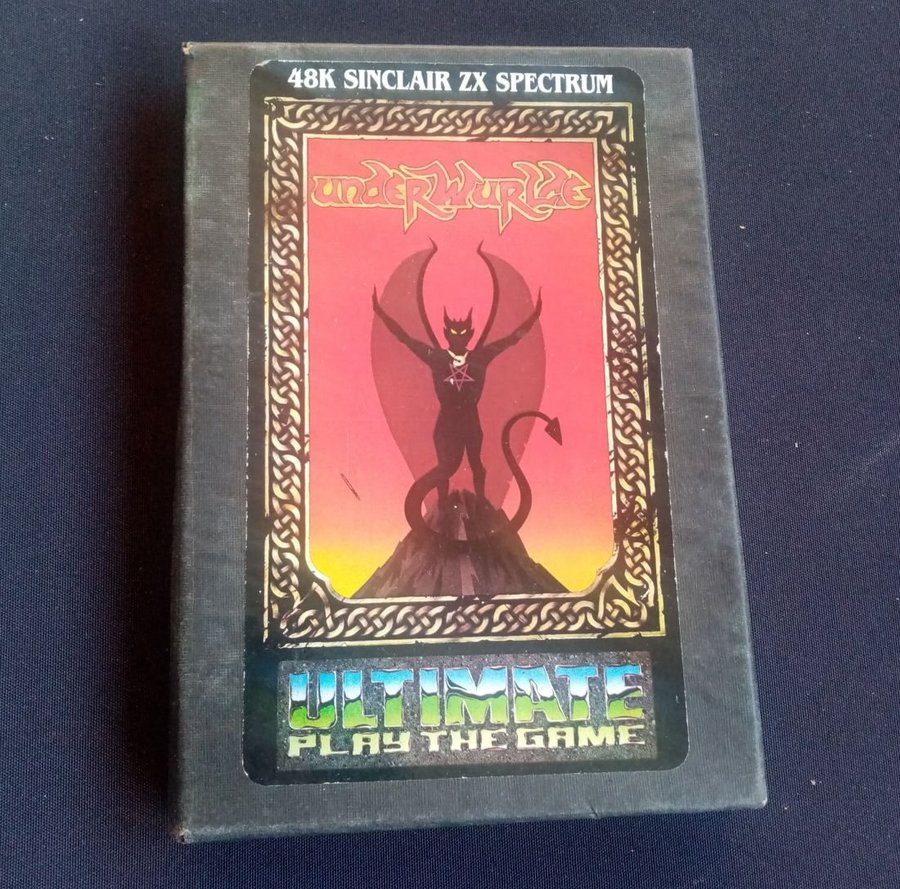 48K SINCLAIR ZX SPECTRUM
underwurlde
ULTIMATE
PLAY THE GAME